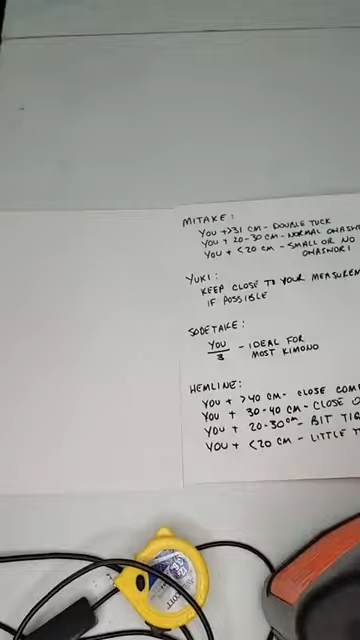 MITAKE:
YOU +>31 CM - DOUBLE TUCK
YOU + 20-30 CM - NORMAL
YOU + <20 CM - SMALL OR NO
OHASHORI
YUKI:
KEEP CLOSE TO YOUR
IF POSSIBLE
SODETAKE:
YOU
3
- IDEAL FOR
MOST KIMONO
HEMLINE:
YOU + >40 CM - CLOSE
YOU + 30-40 CM - CLOSE
YOU + 20-30 CM - BIT
YOU + <20 CM - LITTLE